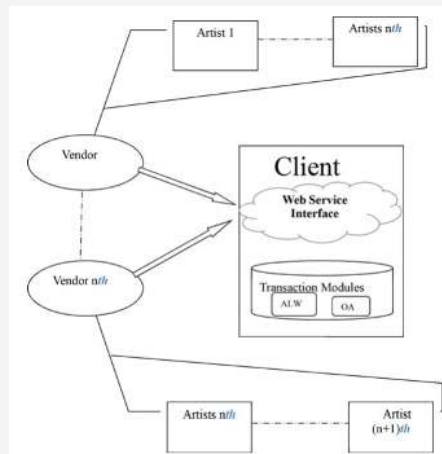 Artist 1
Artists nth
Vendor
Client
Web Service
Interface
Vendor nth
Transaction Modules
ALW
OA
Artists nth
Artist
(n+1)th